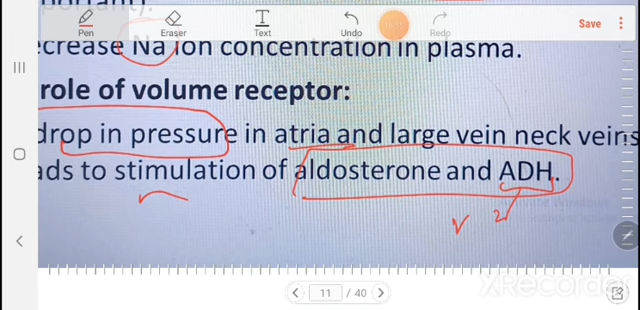 portant).
Pen
Eraser
Text
Undo
Redo
Save
ecrease Na ion concentration in plasma.
role of volume receptor:
drop in pressure in atria and large vein neck veins
ads to stimulation of aldosterone and ADH.
11 / 40
XRecorder